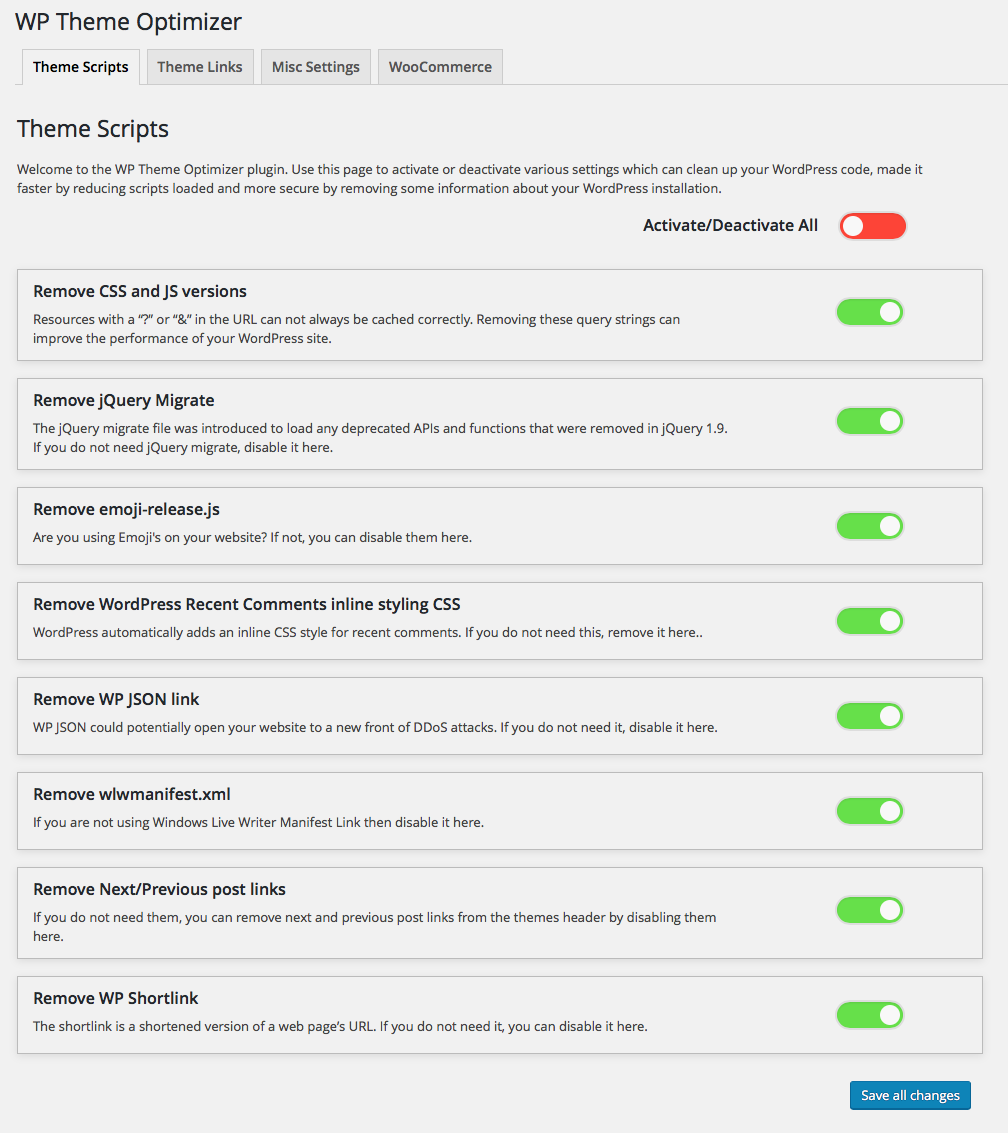 WP Theme Optimizer
Theme Scripts
Theme Links
Misc Settings
WooCommerce
Theme Scripts
Welcome to the WP Theme Optimizer plugin. Use this page to activate or deactivate various settings which can clean up your WordPress code, made it
faster by reducing scripts loaded and more secure by removing some information about your WordPress installation.
Activate/Deactivate All
Remove CSS and JS versions
Resources with a “?” or “&” in the URL can not always be cached correctly. Removing these query strings can
improve the performance of your WordPress site.
Remove jQuery Migrate
The jQuery migrate file was introduced to load any deprecated APIs and functions that were removed in jQuery 1.9.
If you do not need jQuery migrate, disable it here.
Remove emoji-release.js
Are you using Emoji's on your website? If not, you can disable them here.
Remove WordPress Recent Comments inline styling CSS
WordPress automatically adds an inline CSS style for recent comments. If you do not need this, remove it here..
Remove WP JSON link
WP JSON could potentially open your website to a new front of DDoS attacks. If you do not need it, disable it here.
Remove wlwmanifest.xml
If you are not using Windows Live Writer Manifest Link then disable it here.
Remove Next/Previous post links
If you do not need them, you can remove next and previous post links from the themes header by disabling them
here.
Remove WP Shortlink
The shortlink is a shortened version of a web page’s URL. If you do not need it, you can disable it here.
Save all changes